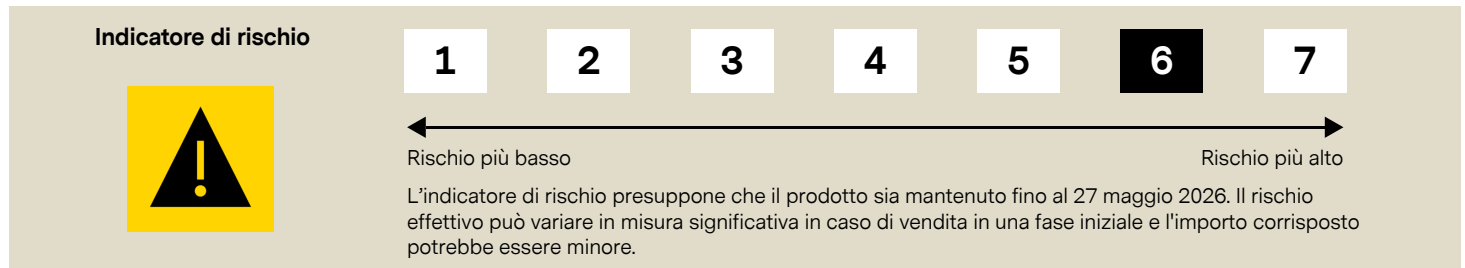 Indicatore di rischio
1 2 3 4 5 6 7
Rischio più basso Rischio più alto
L’indicatore di rischio presuppone che il prodotto sia mantenuto fino al 27 maggio 2026. Il rischio
effettivo può variare in misura significativa in caso di vendita in una fase iniziale e l'importo corrisposto
potrebbe essere minore.